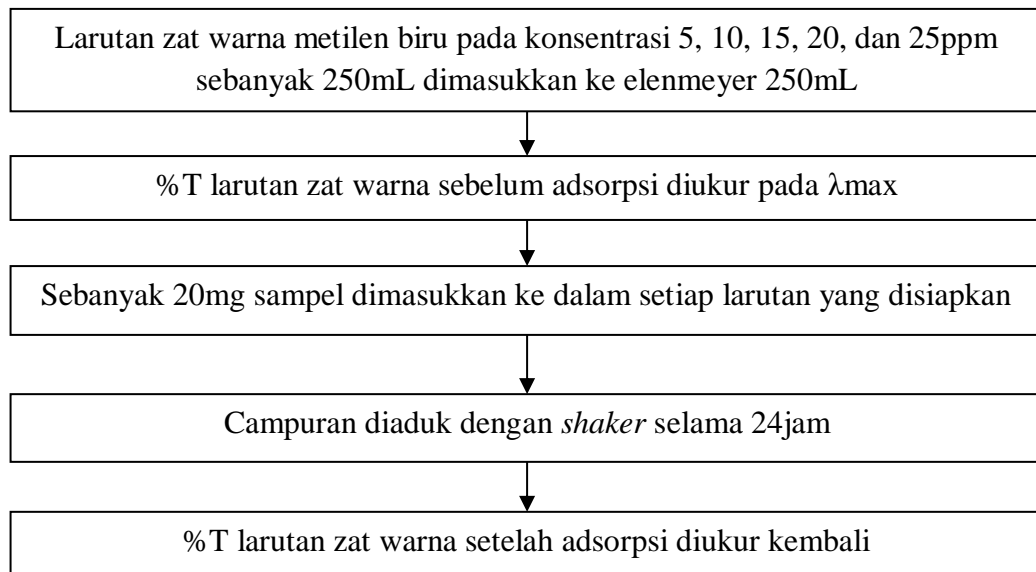 Larutan zat warna metilen biru pada konsentrasi 5, 10, 15, 20, dan 25ppm
sebanyak 250mL dimasukkan ke elenmeyer 250mL
%T larutan zat warna sebelum adsorpsi diukur pada λmax
Sebanyak 20mg sampel dimasukkan ke dalam setiap larutan yang disiapkan
Campuran diaduk dengan shaker selama 24jam
%T larutan zat warna setelah adsorpsi diukur kembali